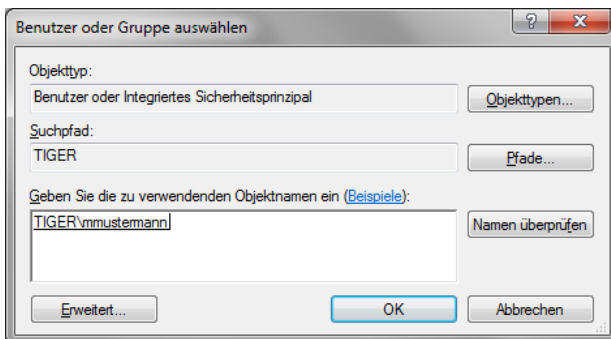 Benutzer oder Gruppe auswählen
Objekttyp:
Benutzer oder Integriertes Sicherheitsprinzipal
Objekttypen...
Suchpfad:
TIGER
Pfade...
Geben Sie die zu verwendenden Objektnamen ein (Beispiele):
TIGER\mmustermann
Namen überprüfen
Erweitert...
OK
Abbrechen